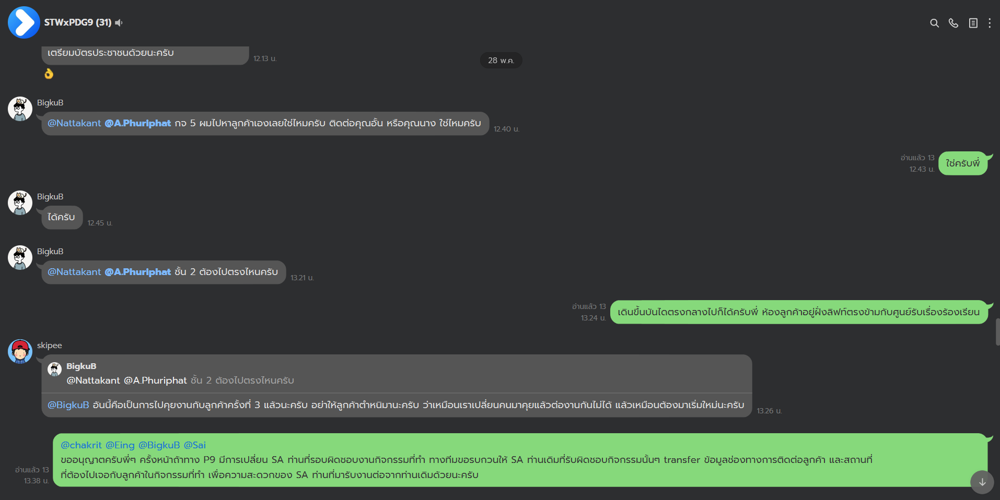 STWxPDG9 (31)
เตรียมบัตรประชาชนด้วยนะครับ
12.13 น.
28 พ.ค.
BigkuB
@Nattakant @A.Phuriphat กจ 5 ผมไปหาลูกค้าเองเลยใช่ไหมครับ ติดต่อคุณอั้น หรือคุณนาง ใช่ไหมครับ
12.40 น.
อ่านแล้ว 13
12.43 น.
ใช่ครับพี่
BigkuB
ได้ครับ
12.45 น.
BigkuB
@Nattakant @A.Phuriphat ชั้น 2 ต้องไปตรงไหนครับ
13.21 น.
อ่านแล้ว 13
13.24 น.
เดินขึ้นบันไดตรงกลางไปก็ได้ครับพี่ ห้องลูกค้าอยู่ฝั่งลิฟท์ตรงข้ามกับศูนย์รับเรื่องร้องเรียน
skipee
BigkuB
@Nattakant @A.Phuriphat ชั้น 2 ต้องไปตรงไหนครับ
@BigkuB อันนี้คือเป็นการไปคุยงานกับลูกค้าครั้งที่ 3 แล้วนะครับ อย่าให้ลูกค้าตำหนิมานะครับ ว่าเหมือนเราเปลี่ยนคนมาคุยแล้วต่องานกันไม่ได้ แล้วเหมือนต้องมาเริ่มใหม่นะครับ
13.26 น.
@chakrit @Eing @BigkuB @Sai
ขออนุญาตครับพี่ๆ ครั้งหน้าถ้าทาง P9 มีการเปลี่ยน SA ท่านที่รอบผิดชอบงานกิจกรรมที่ทำ ทางทีมขอรบกวนให้ SA ท่านเดิมที่รับผิดชอบกิจกรรมนั้นๆ transfer ข้อมูลช่องทางการติดต่อลูกค้า และสถานที่
ที่ต้องไปเจอกับลูกค้าในกิจกรรมที่ทำ เพื่อความสะดวกของ SA ท่านที่มารับงานต่อจากท่านเดิมด้วยนะครับ
อ่านแล้ว 13
13.38 น.